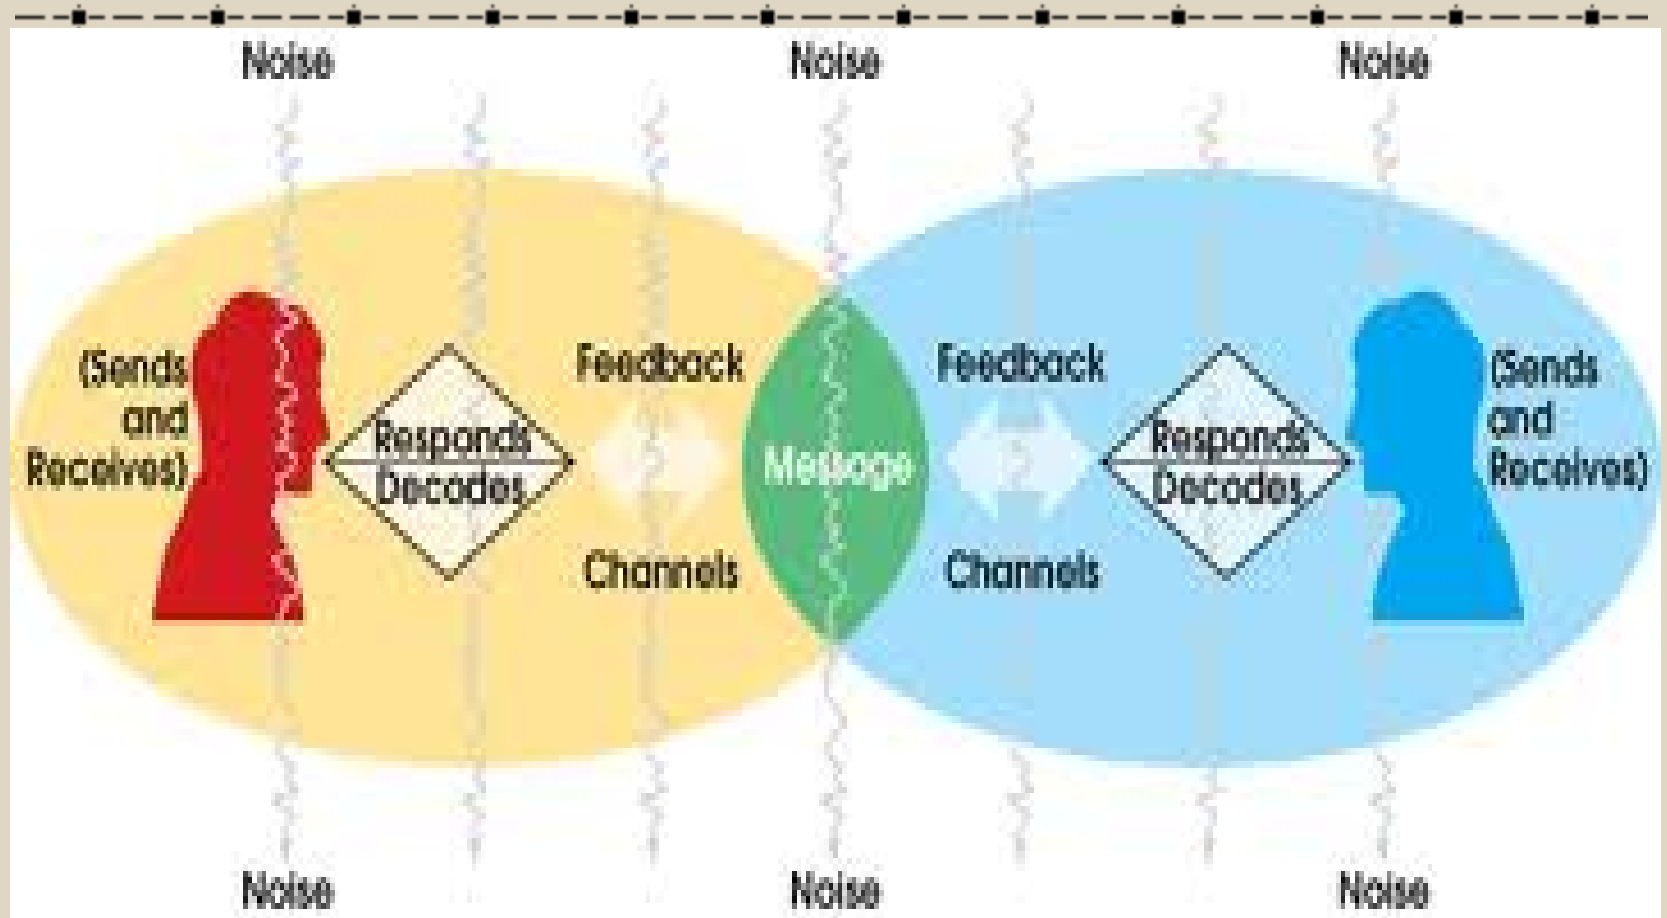 Noise
Noise
Noise
(Sends
and
Receives)
Responds
Decodes
Feedback
Channels
Message
Feedback
Channels
Responds
Decodes
(Sends
and
Receives)
Noise
Noise
Noise